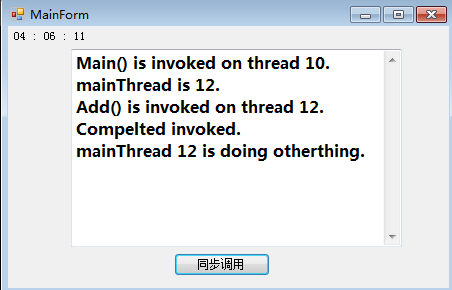 MainForm
04 : 06 : 11
Main() is invoked on thread 10.
mainThread is 12.
Add() is invoked on thread 12.
Compelted invoked.
mainThread 12 is doing otherthing.
同步调用